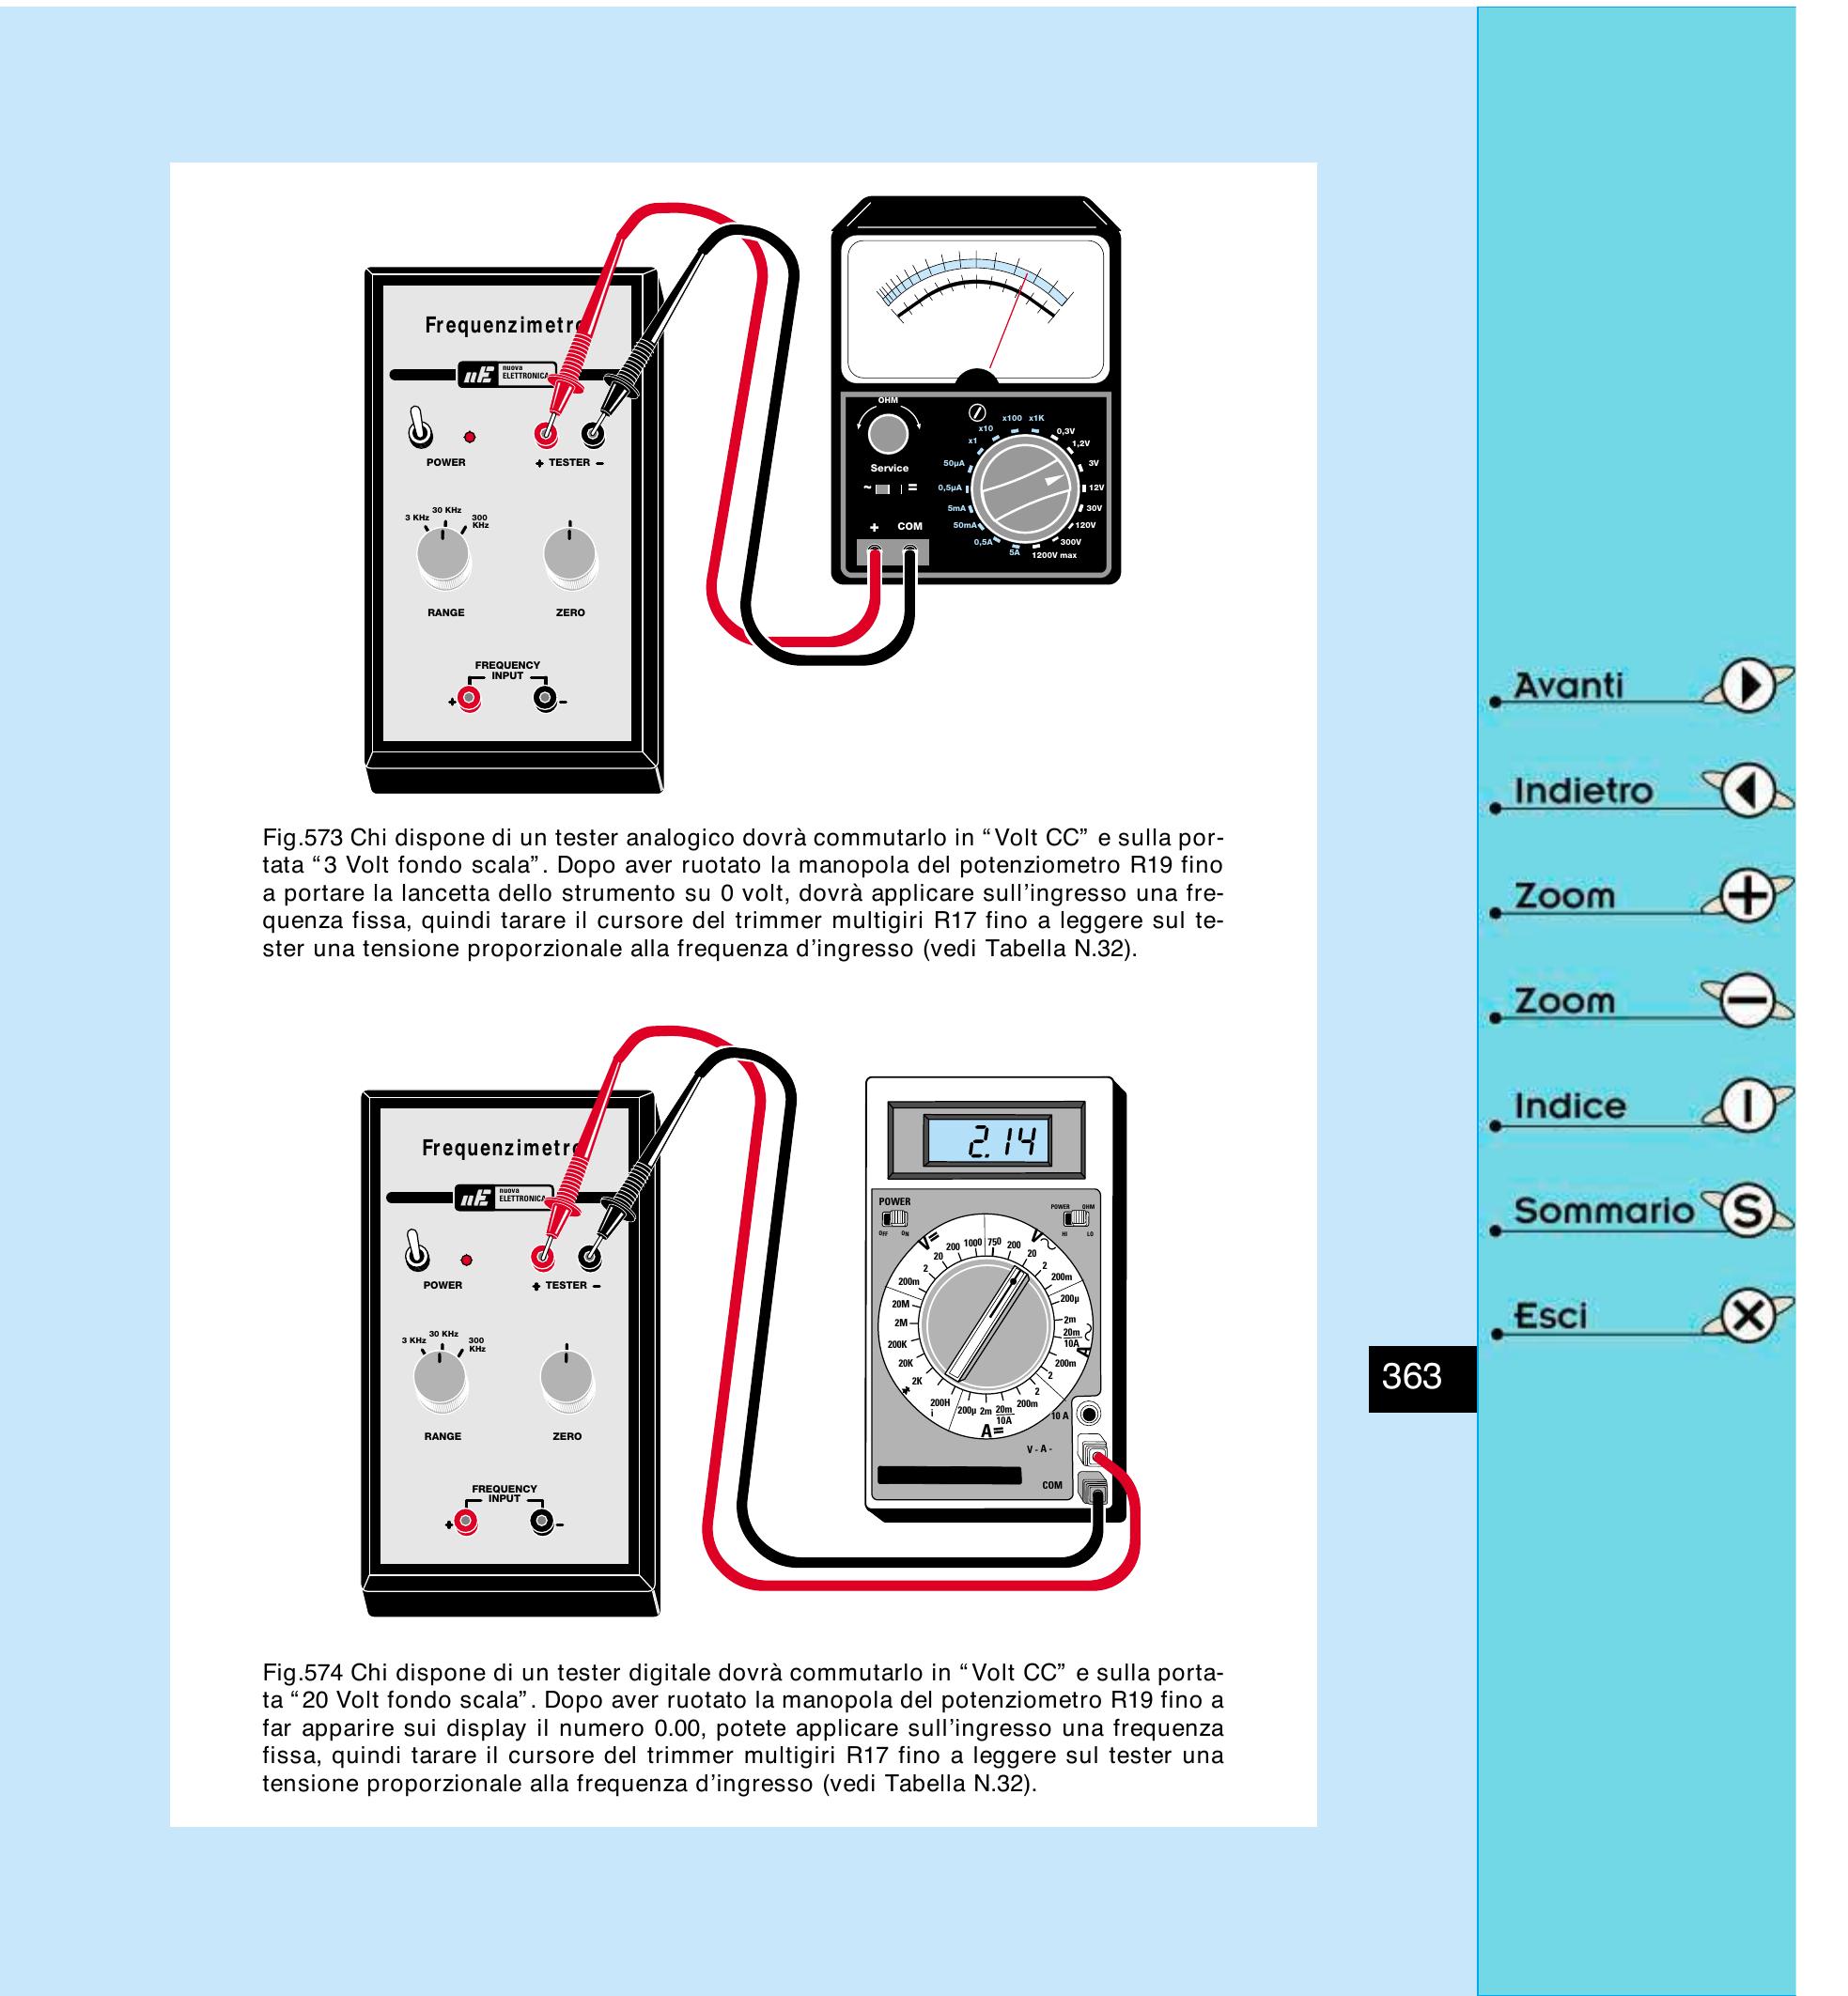 Frequenzimetro
nuova
ELETTRONICA
POWER
+ TESTER -
3 KHz
30 KHz
300
KHz
RANGE
ZERO
FREQUENCY
INPUT
+
-
OHM
Service
~
=
+
COM
x1
x10
x100
x1K
0,3V
1,2V
3V
12V
30V
120V
300V
1200V max
5A
0,5A
50mA
5mA
0,5µA
50µA
Fig.573 Chi dispone di un tester analogico dovrà commutarlo in “Volt CC” e sulla por-
tata “3 Volt fondo scala”. Dopo aver ruotato la manopola del potenziometro R19 fino
a portare la lancetta dello strumento su 0 volt, dovrà applicare sull’ingresso una fre-
quenza fissa, quindi tarare il cursore del trimmer multigiri R17 fino a leggere sul te-
ster una tensione proporzionale alla frequenza d’ingresso (vedi Tabella N.32).
Frequenzimetro
nuova
ELETTRONICA
POWER
+ TESTER -
3 KHz
30 KHz
300
KHz
RANGE
ZERO
FREQUENCY
INPUT
+
-
2.14
POWER
OFF
ON
POWER
OHM
HI
LO
V=
200m
2
20
200
1000
750
200
20
2
200m
V~
200µ
2m
20m
10A
A~
200m
2
2
200m
20m
10A
2m
200µ
A=
200H
i
2K
20K
200K
2M
20M
10 A
V - A -
COM
Fig.574 Chi dispone di un tester digitale dovrà commutarlo in “Volt CC” e sulla porta-
ta “20 Volt fondo scala”. Dopo aver ruotato la manopola del potenziometro R19 fino a
far apparire sui display il numero 0.00, potete applicare sull’ingresso una frequenza
fissa, quindi tarare il cursore del trimmer multigiri R17 fino a leggere sul tester una
tensione proporzionale alla frequenza d’ingresso (vedi Tabella N.32).
Avanti
Indietro
Zoom +
Zoom -
Indice I
Sommario S
Esci X
363